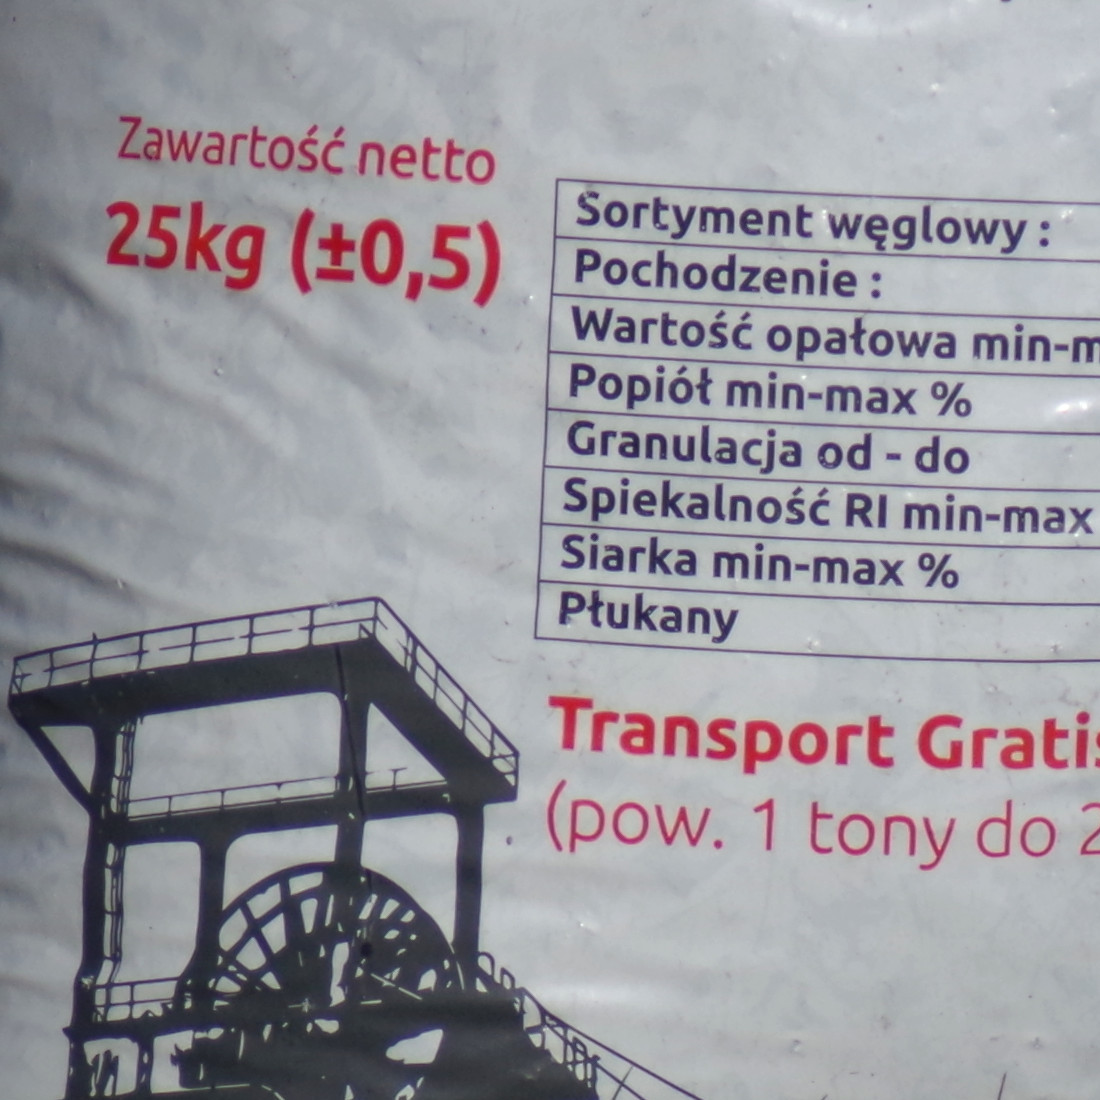 Zawartość netto
25kg (±0,5)
Sortyment węglowy :
Pochodzenie :
Wartość opałowa min-m
Popiół min-max %
Granulacja od - do
Spiekalność RI min-max
Siarka min-max %
Płukany
Transport Gratis
(pow. 1 tony do 2